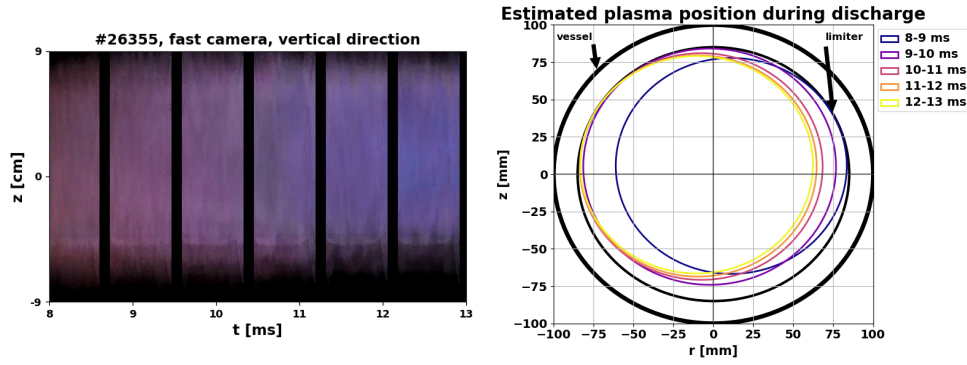 #26355, fast camera, vertical direction
9
0
-9
z [cm]
8 9 10 11 12 13
t [ms]
Estimated plasma position during discharge
vessel
limiter
100
75
50
25
0
−25
−50
−75
−100
z [mm]
−100 −75 −50 −25 0 25 50 75 100
r [mm]
8-9 ms
9-10 ms
10-11 ms
11-12 ms
12-13 ms